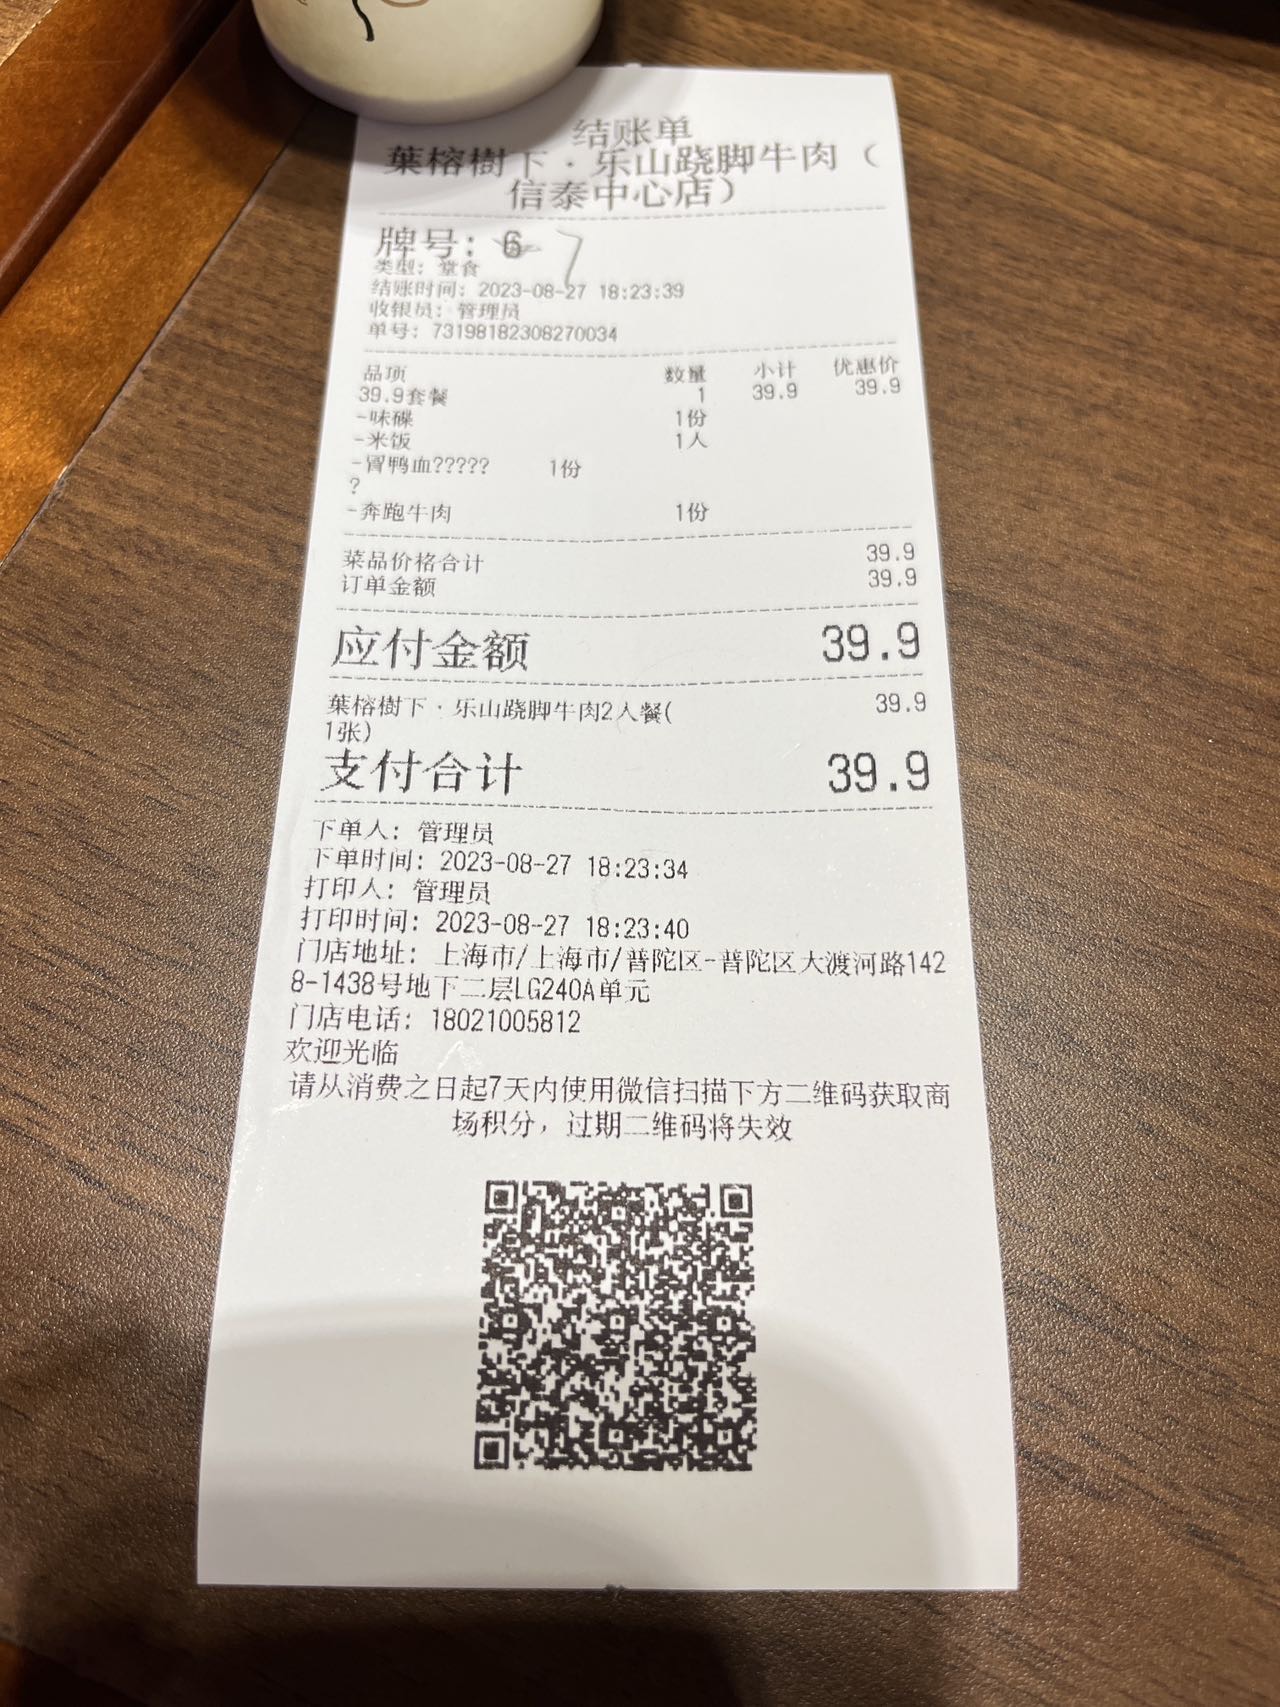 结账单
葉榕樹下·乐山跷脚牛肉（
信泰中心店）
牌号: 6 7
类型: 堂食
结账时间: 2023-08-27 18:23:39
收银员: 管理员
单号: 73198182308270034
品项 数量 小计 优惠价
39.9套餐 1 39.9 39.9
-味碟 1份
-米饭 1人
-冒鸭血????? 1份
?
-奔跑牛肉 1份
菜品价格合计 39.9
订单金额 39.9
应付金额 39.9
葉榕樹下·乐山跷脚牛肉2人餐( 39.9
1张)
支付合计 39.9
下单人: 管理员
下单时间: 2023-08-27 18:23:34
打印人: 管理员
打印时间: 2023-08-27 18:23:40
门店地址: 上海市/上海市/普陀区-普陀区大渡河路142
8-1438号地下二层LG240A单元
门店电话: 18021005812
欢迎光临
请从消费之日起7天内使用微信扫描下方二维码获取商
场积分，过期二维码将失效